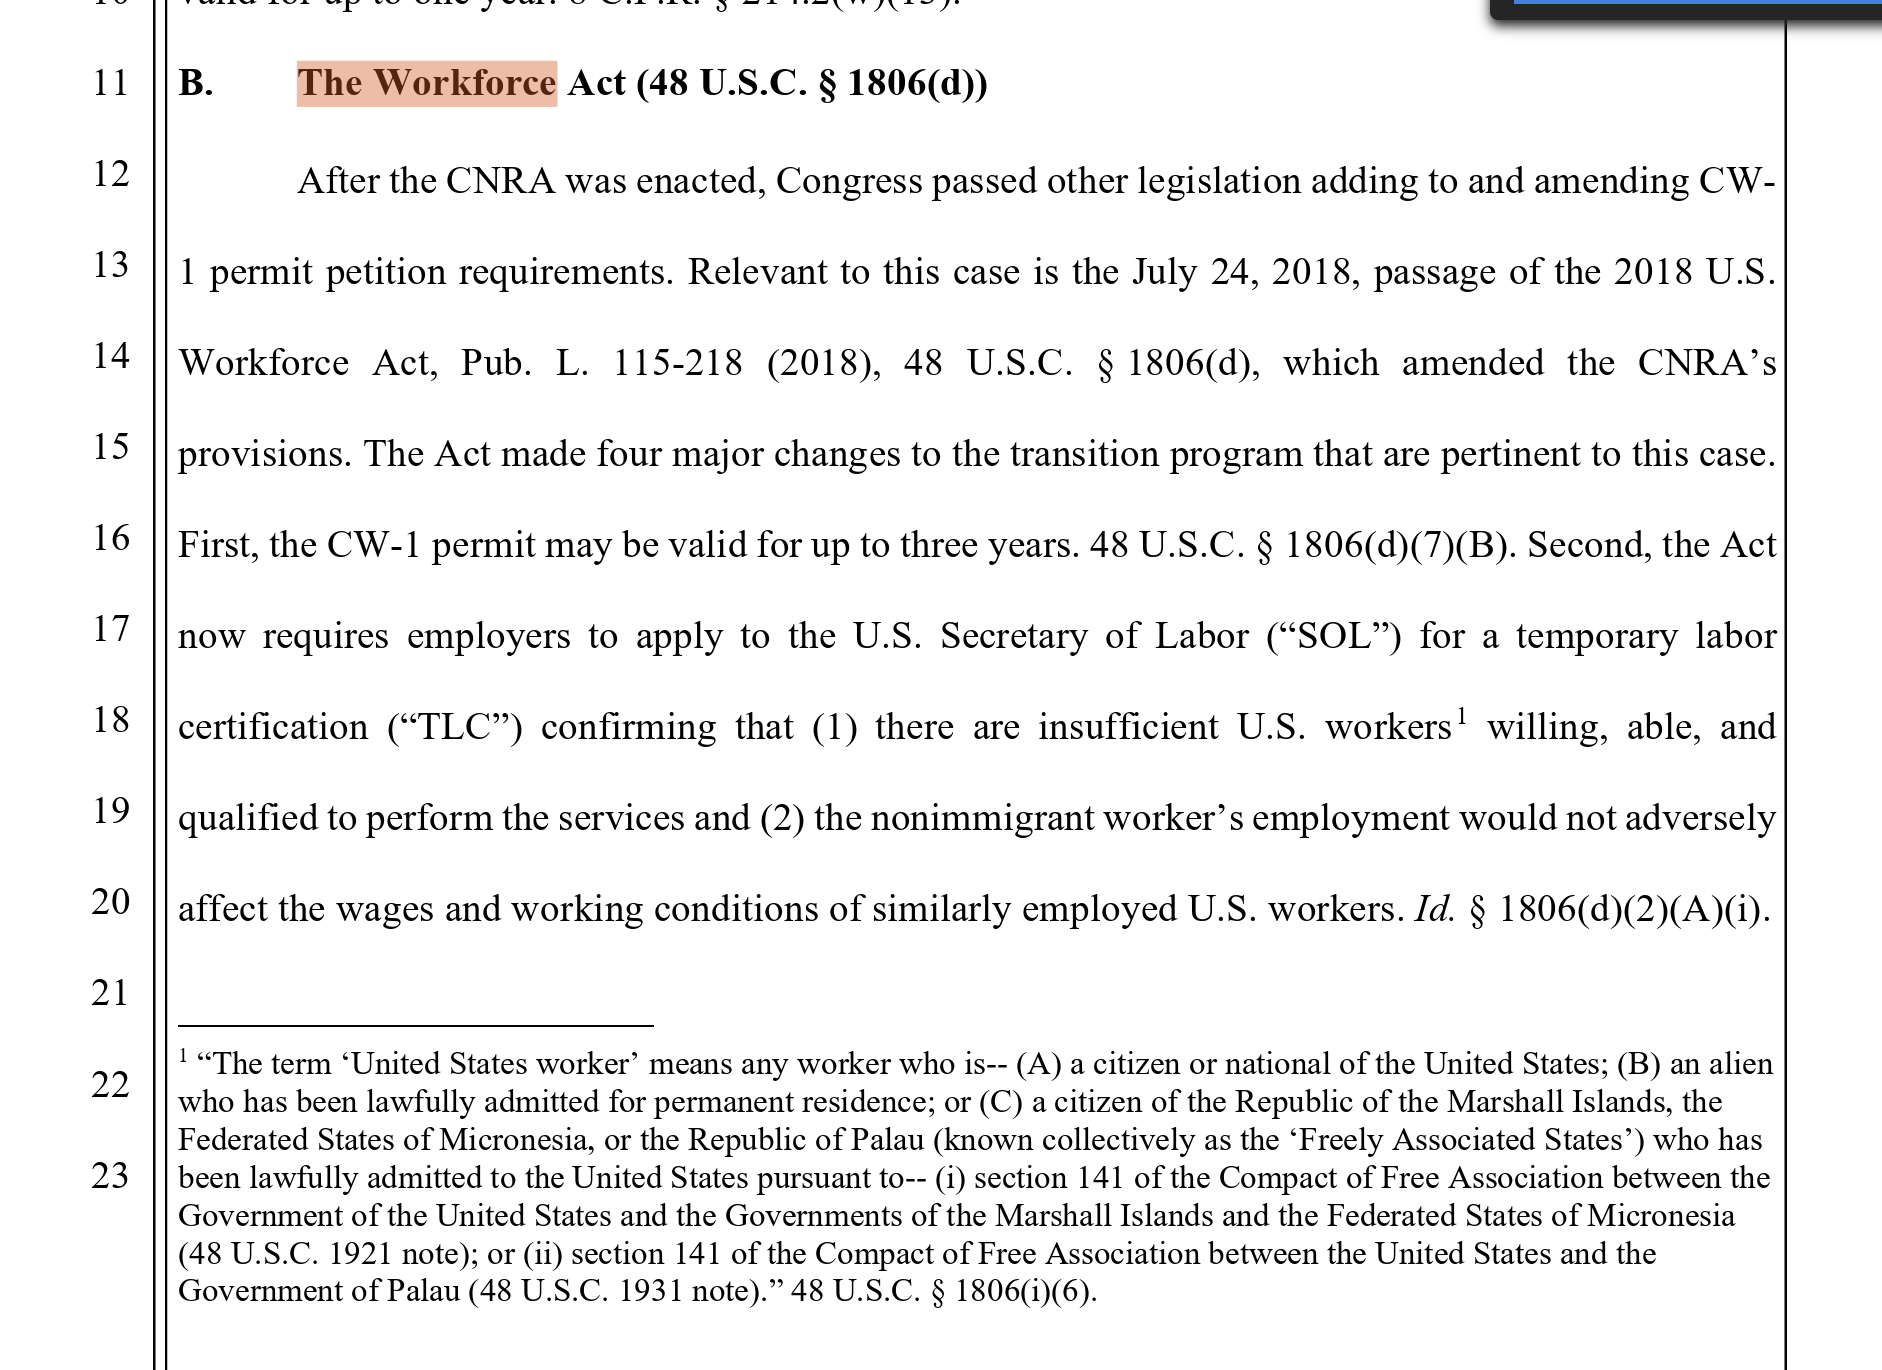 11 B. The Workforce Act (48 U.S.C. § 1806(d))
12 After the CNRA was enacted, Congress passed other legislation adding to and amending CW-
13 1 permit petition requirements. Relevant to this case is the July 24, 2018, passage of the 2018 U.S.
14 Workforce Act, Pub. L. 115-218 (2018), 48 U.S.C. § 1806(d), which amended the CNRA’s
15 provisions. The Act made four major changes to the transition program that are pertinent to this case.
16 First, the CW-1 permit may be valid for up to three years. 48 U.S.C. § 1806(d)(7)(B). Second, the Act
17 now requires employers to apply to the U.S. Secretary of Labor (“SOL”) for a temporary labor
18 certification (“TLC”) confirming that (1) there are insufficient U.S. workers1 willing, able, and
19 qualified to perform the services and (2) the nonimmigrant worker’s employment would not adversely
20 affect the wages and working conditions of similarly employed U.S. workers. Id. § 1806(d)(2)(A)(i).
21
1 “The term ‘United States worker’ means any worker who is-- (A) a citizen or national of the United States; (B) an alien
22 who has been lawfully admitted for permanent residence; or (C) a citizen of the Republic of the Marshall Islands, the
Federated States of Micronesia, or the Republic of Palau (known collectively as the ‘Freely Associated States’) who has
23 been lawfully admitted to the United States pursuant to-- (i) section 141 of the Compact of Free Association between the
Government of the United States and the Governments of the Marshall Islands and the Federated States of Micronesia
(48 U.S.C. 1921 note); or (ii) section 141 of the Compact of Free Association between the United States and the
Government of Palau (48 U.S.C. 1931 note).” 48 U.S.C. § 1806(i)(6).